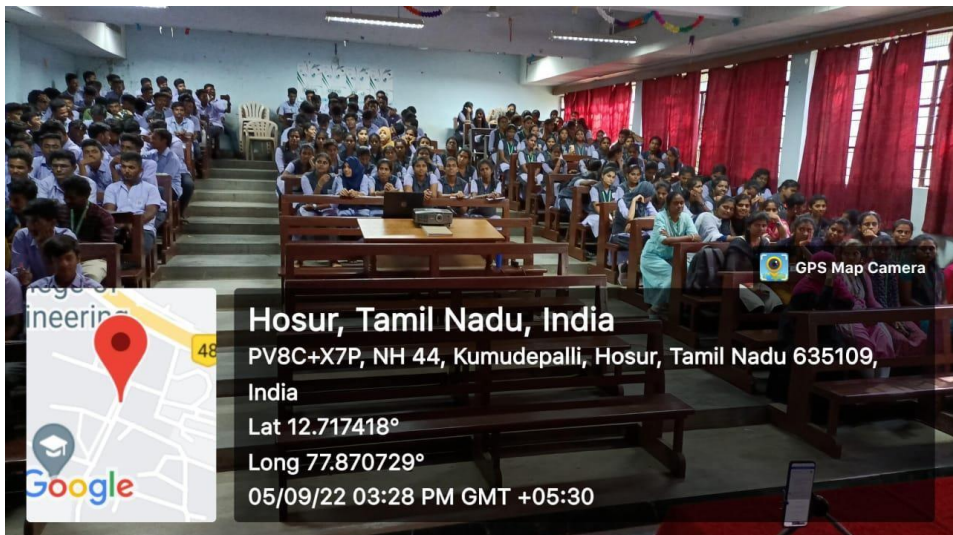 GPS Map Camera
ineering
48
Google
Hosur, Tamil Nadu, India
PV8C+X7P, NH 44, Kumudepalli, Hosur, Tamil Nadu 635109,
India
Lat 12.717418°
Long 77.870729°
05/09/22 03:28 PM GMT +05:30